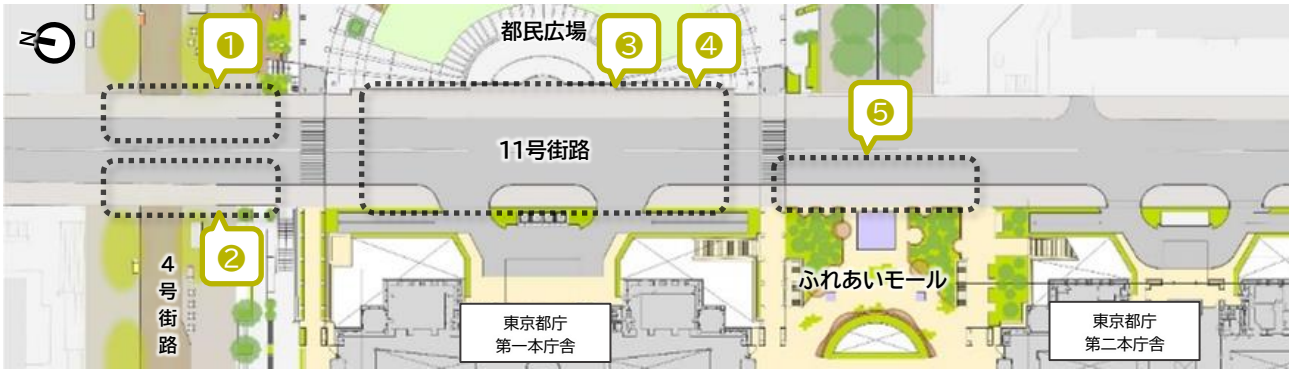 N
都民広場
❶
❸
❹
❺
11号街路
❷
4号街路
ふれあいモール
東京都庁
第一本庁舎
東京都庁
第二本庁舎